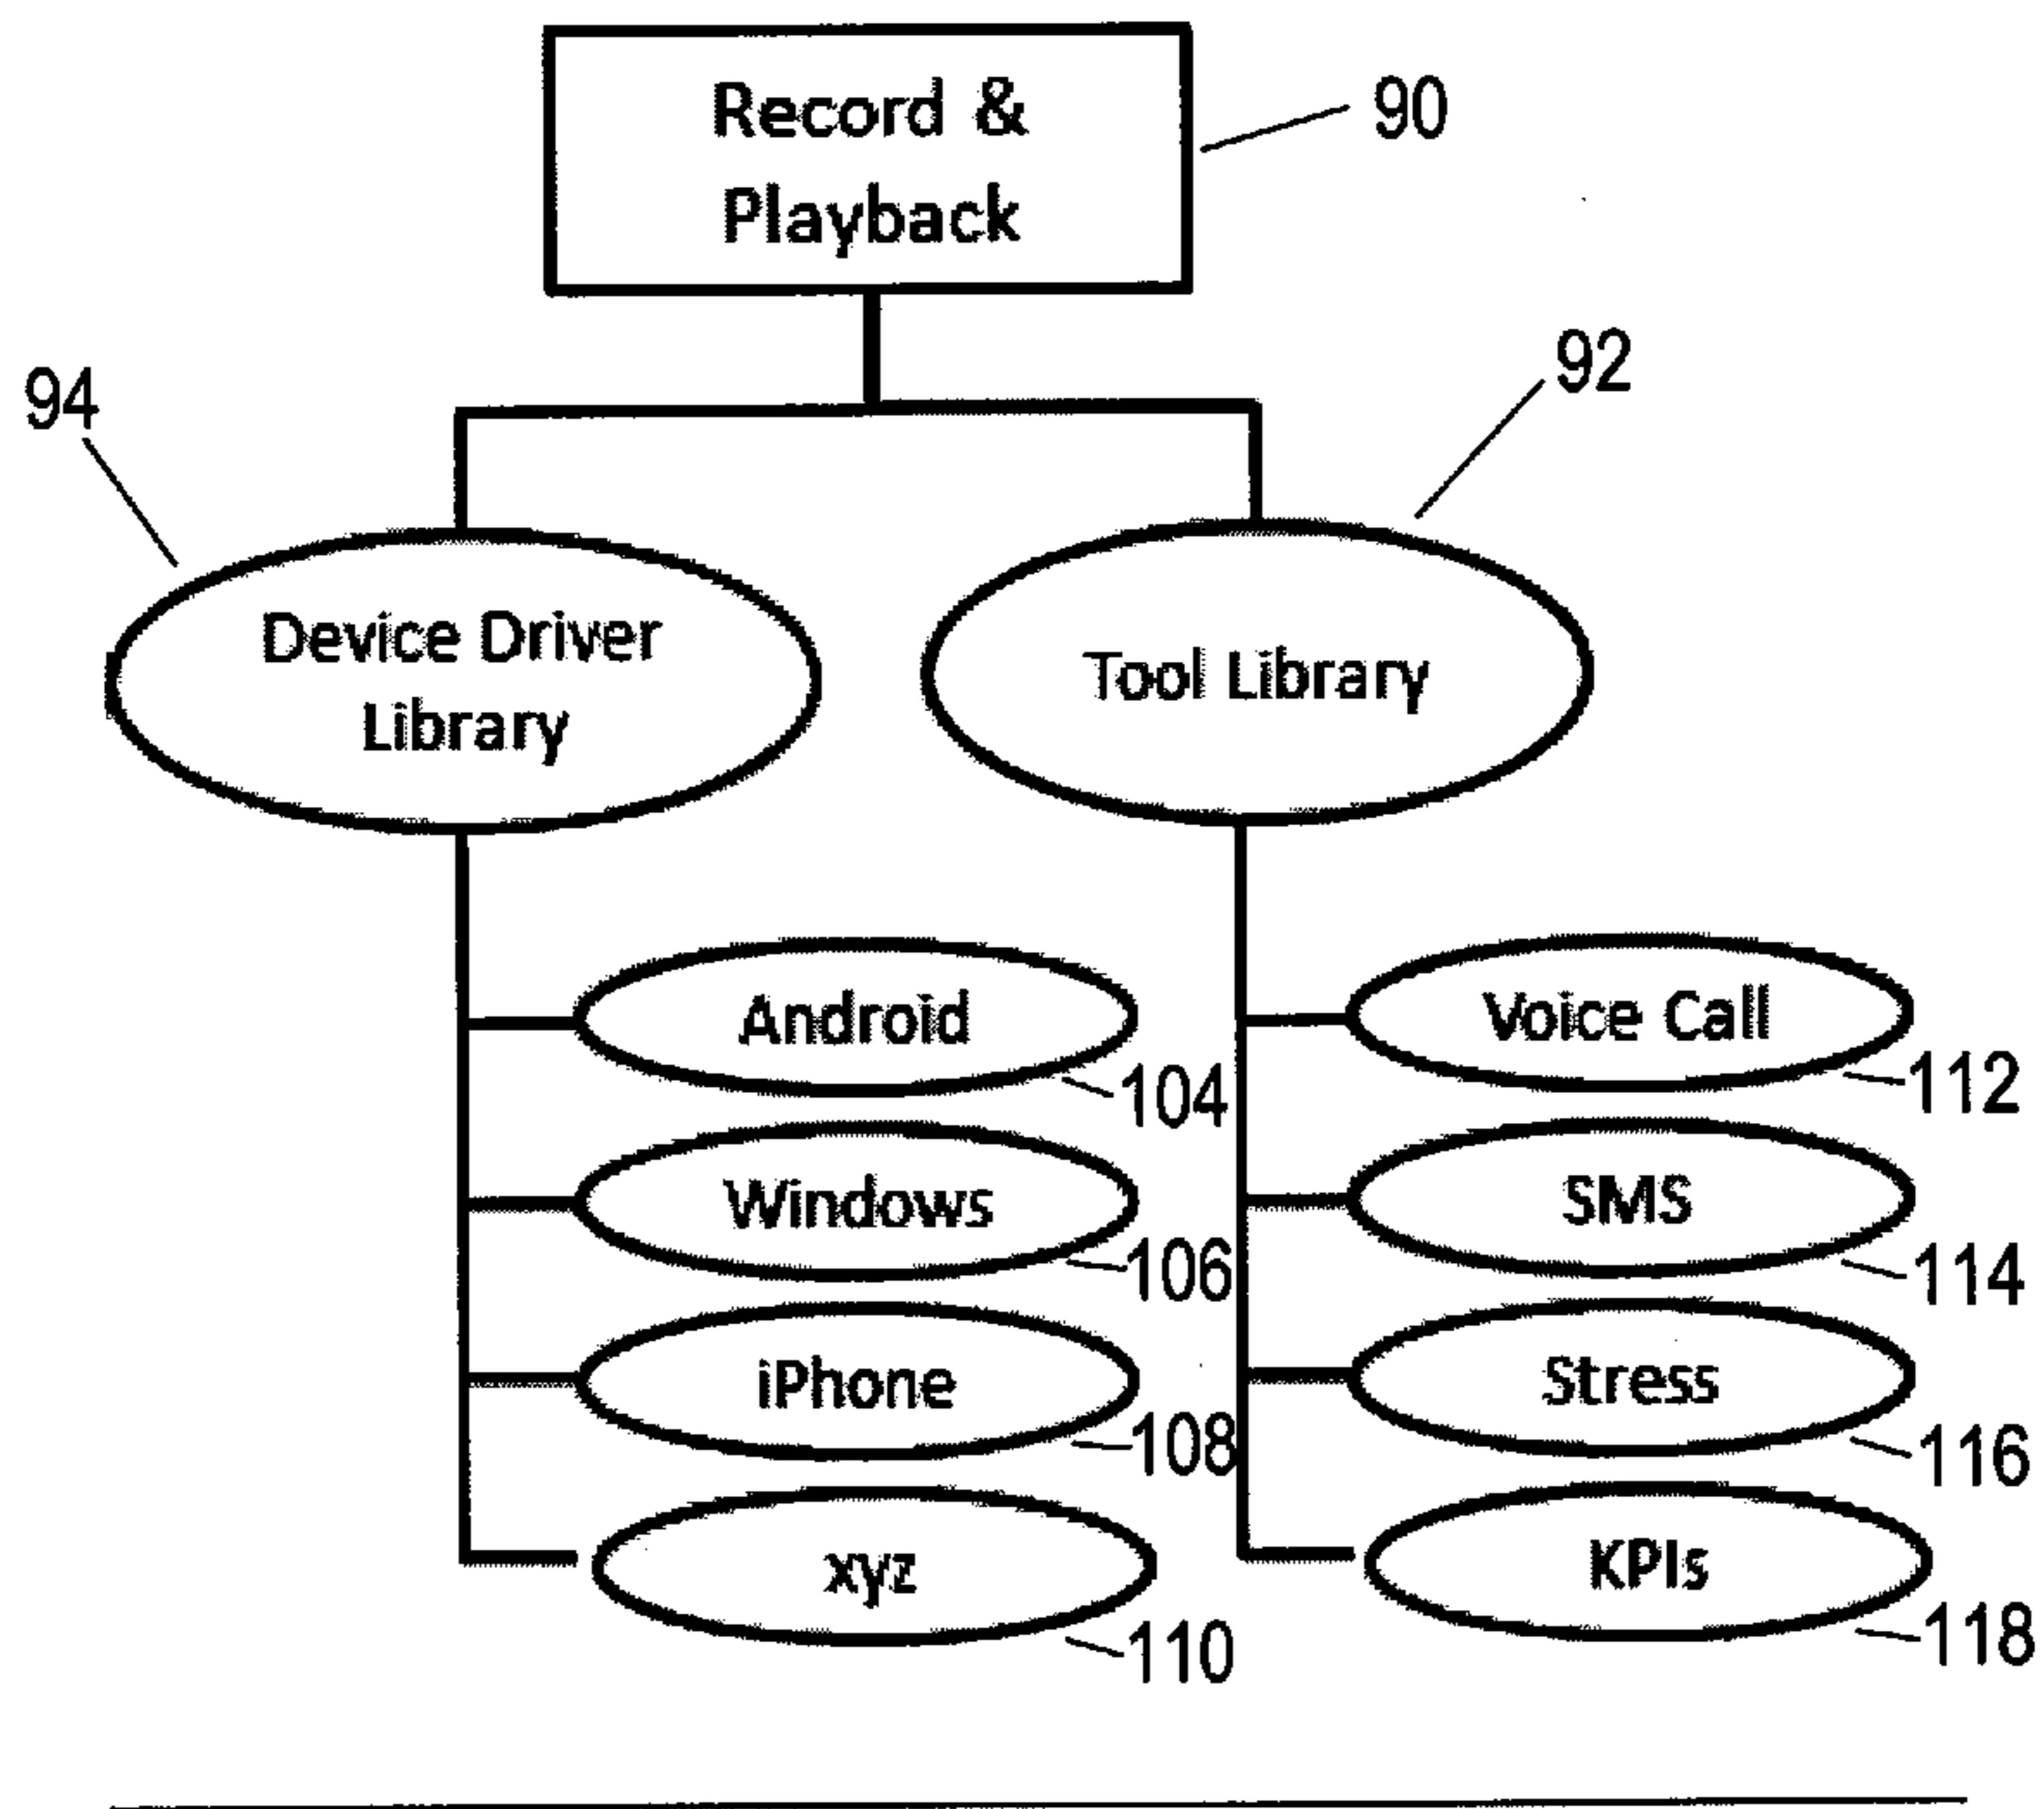 Record &
Playback
90
94
92
Device Driver
Library
Tool Library
Android
104
Voice Call
112
Windows
106
SMS
114
iPhone
108
Stress
116
xyz
110
KPIs
118